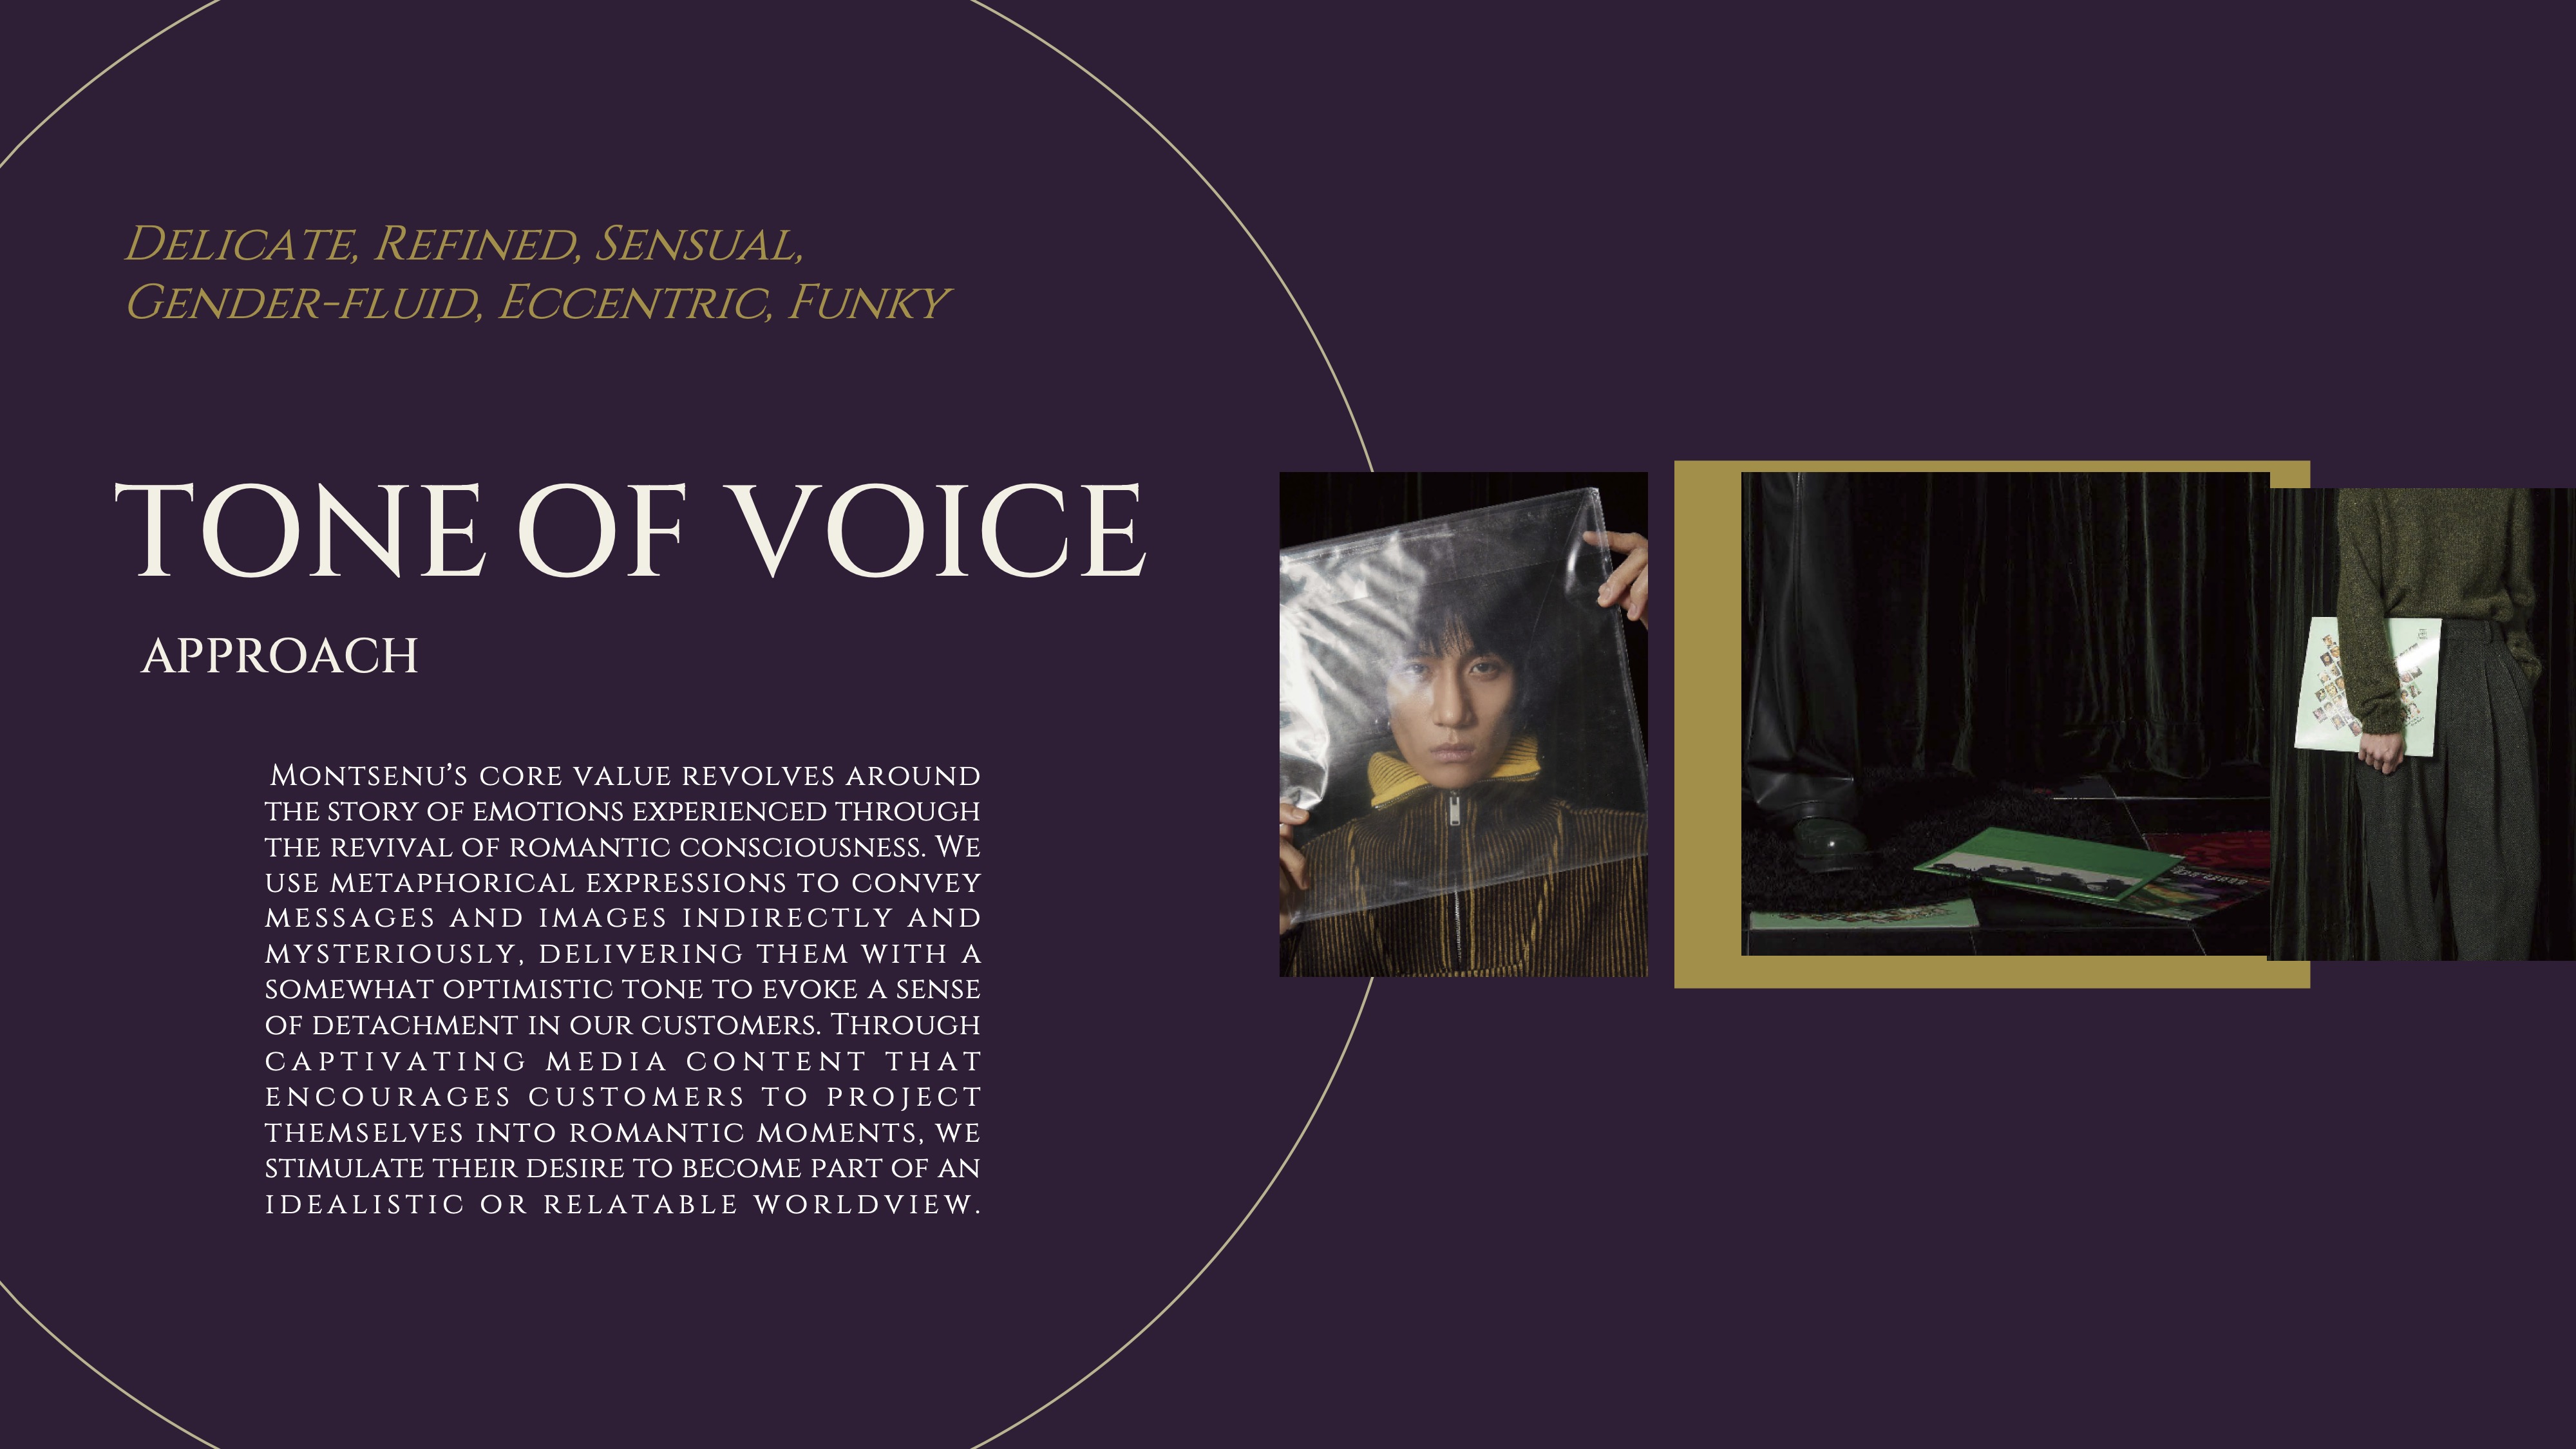 Delicate, Refined, Sensual,
Gender-fluid, Eccentric, Funky
TONE OF VOICE
APPROACH
Montsenu’s core value revolves around
the story of emotions experienced through
the revival of romantic consciousness. We
use metaphorical expressions to convey
messages and images indirectly and
mysteriously, delivering them with a
somewhat optimistic tone to evoke a sense
of detachment in our customers. Through
captivating media content that
encourages customers to project
themselves into romantic moments, we
stimulate their desire to become part of an
idealistic or relatable worldview.